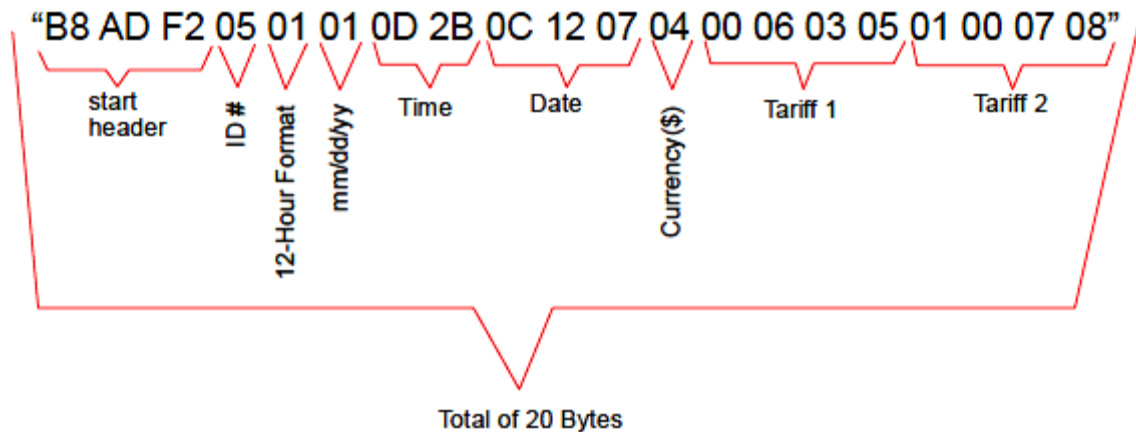 “B8 AD F2 05 01 01 0D 2B 0C 12 07 04 00 06 03 05 01 00 07 08”
start
header
ID #
12-Hour Format
mm/dd/yy
Time
Date
Currency($)
Tariff 1
Tariff 2
Total of 20 Bytes